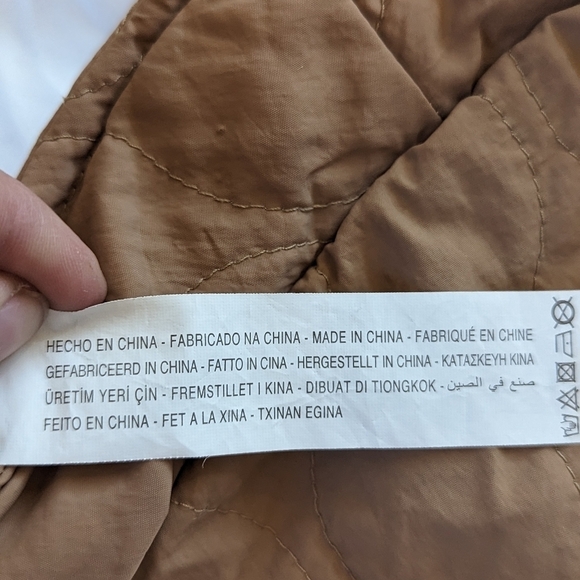 HECHO EN CHINA - FABRICADO NA CHINA - MADE IN CHINA - FABRIQUÉ EN CHINE
GEFABRICEERD IN CHINA - FATTO IN CINA - HERGESTELLT IN CHINA - ΚΑΤΑΣΚΕΥΗ ΚΙΝΑ
ÜRETİM YERİ ÇİN - FREMSTILLET I KINA - DIBUAT DI TIONGKOK - صنع في الصين
FEITO EN CHINA - FET A LA XINA - TXINAN EGINA